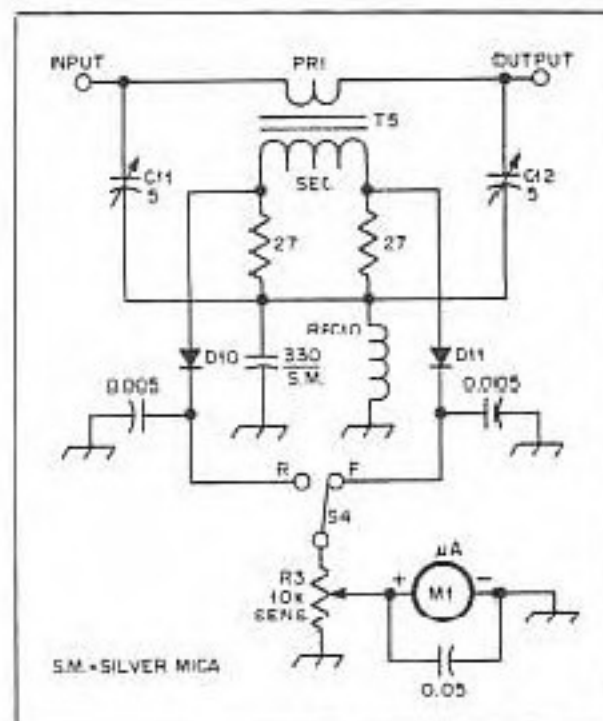 INPUT
PRI
OUTPUT
T5
SEC
C11
5
C12
5
27
27
RFC10
D10
330
S.M.
D11
0.005
0.005
R
F
S4
R3
10K
SENS
µA
+
M1
-
0.05
S.M. = SILVER MICA